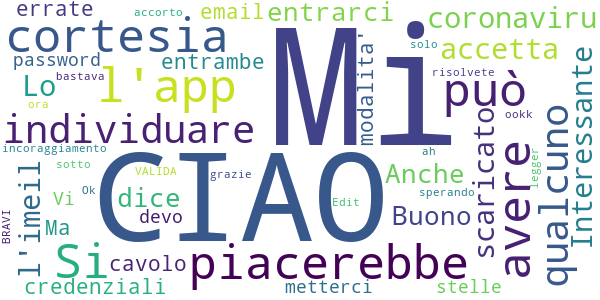 errate
accorto
email
entrarci
coronaviru
cortesia
solo
accetta
password
entrambe
modalita'
Mi
bastava
risolvete
Lo
l'app
può
Interessante
ora
ookk
individuare
scaricato
qualcuno
avere
incoraggiamento
ah
legger
CIAO
sotto
VALIDA
grazie
Anche
l'imeil
Ok
sperando
Vi
dice
Edit
Buono
devo
BRAVI
Ma
Si
cavolo
piacerebbe
credenziali
metterci
stelle